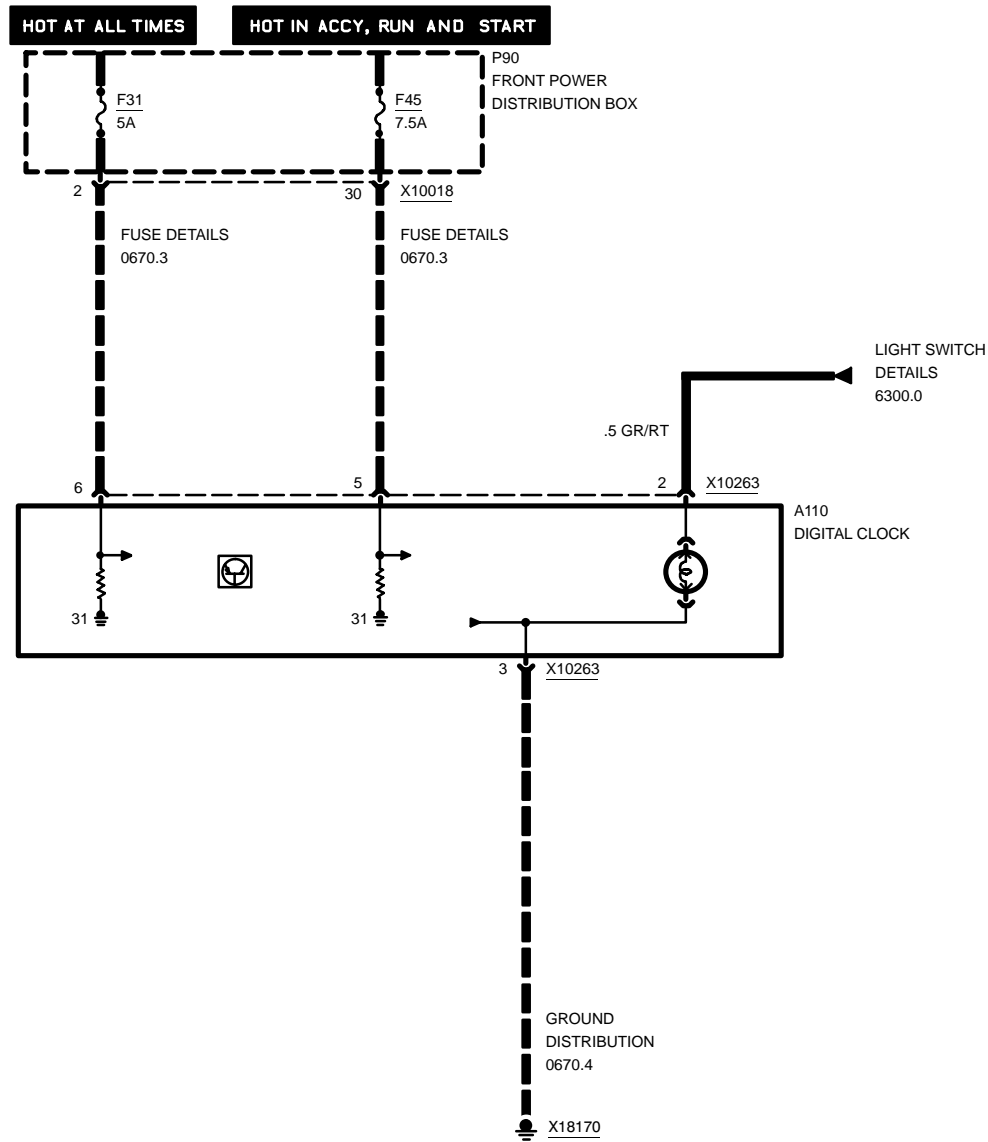 HOT AT ALL TIMES
HOT IN ACCY, RUN AND START
P90
FRONT POWER
DISTRIBUTION BOX
F31
5A
F45
7.5A
2
30
X10018
FUSE DETAILS
0670.3
FUSE DETAILS
0670.3
LIGHT SWITCH
DETAILS
6300.0
.5 GR/RT
6
5
2
X10263
A110
DIGITAL CLOCK
31
31
3
X10263
GROUND
DISTRIBUTION
0670.4
X18170